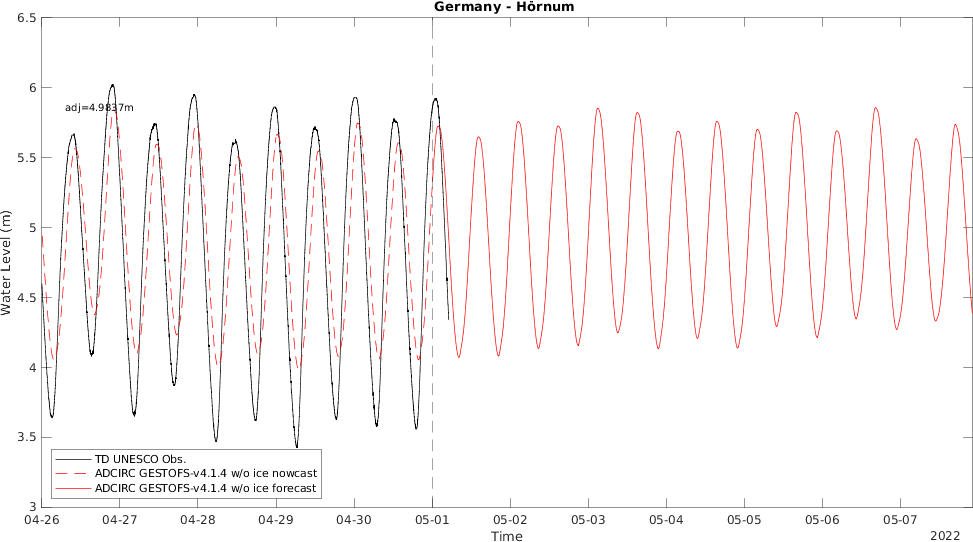 Germany - Hörnum
6.5
6
5.5
5
4.5
4
3.5
3
Water Level (m)
adj=4.9837m
TD UNESCO Obs.
ADCIRC GESTOFS-v4.1.4 w/o ice nowcast
ADCIRC GESTOFS-v4.1.4 w/o ice forecast
04-26 04-27 04-28 04-29 04-30 05-01 05-02 05-03 05-04 05-05 05-06 05-07
Time
2022